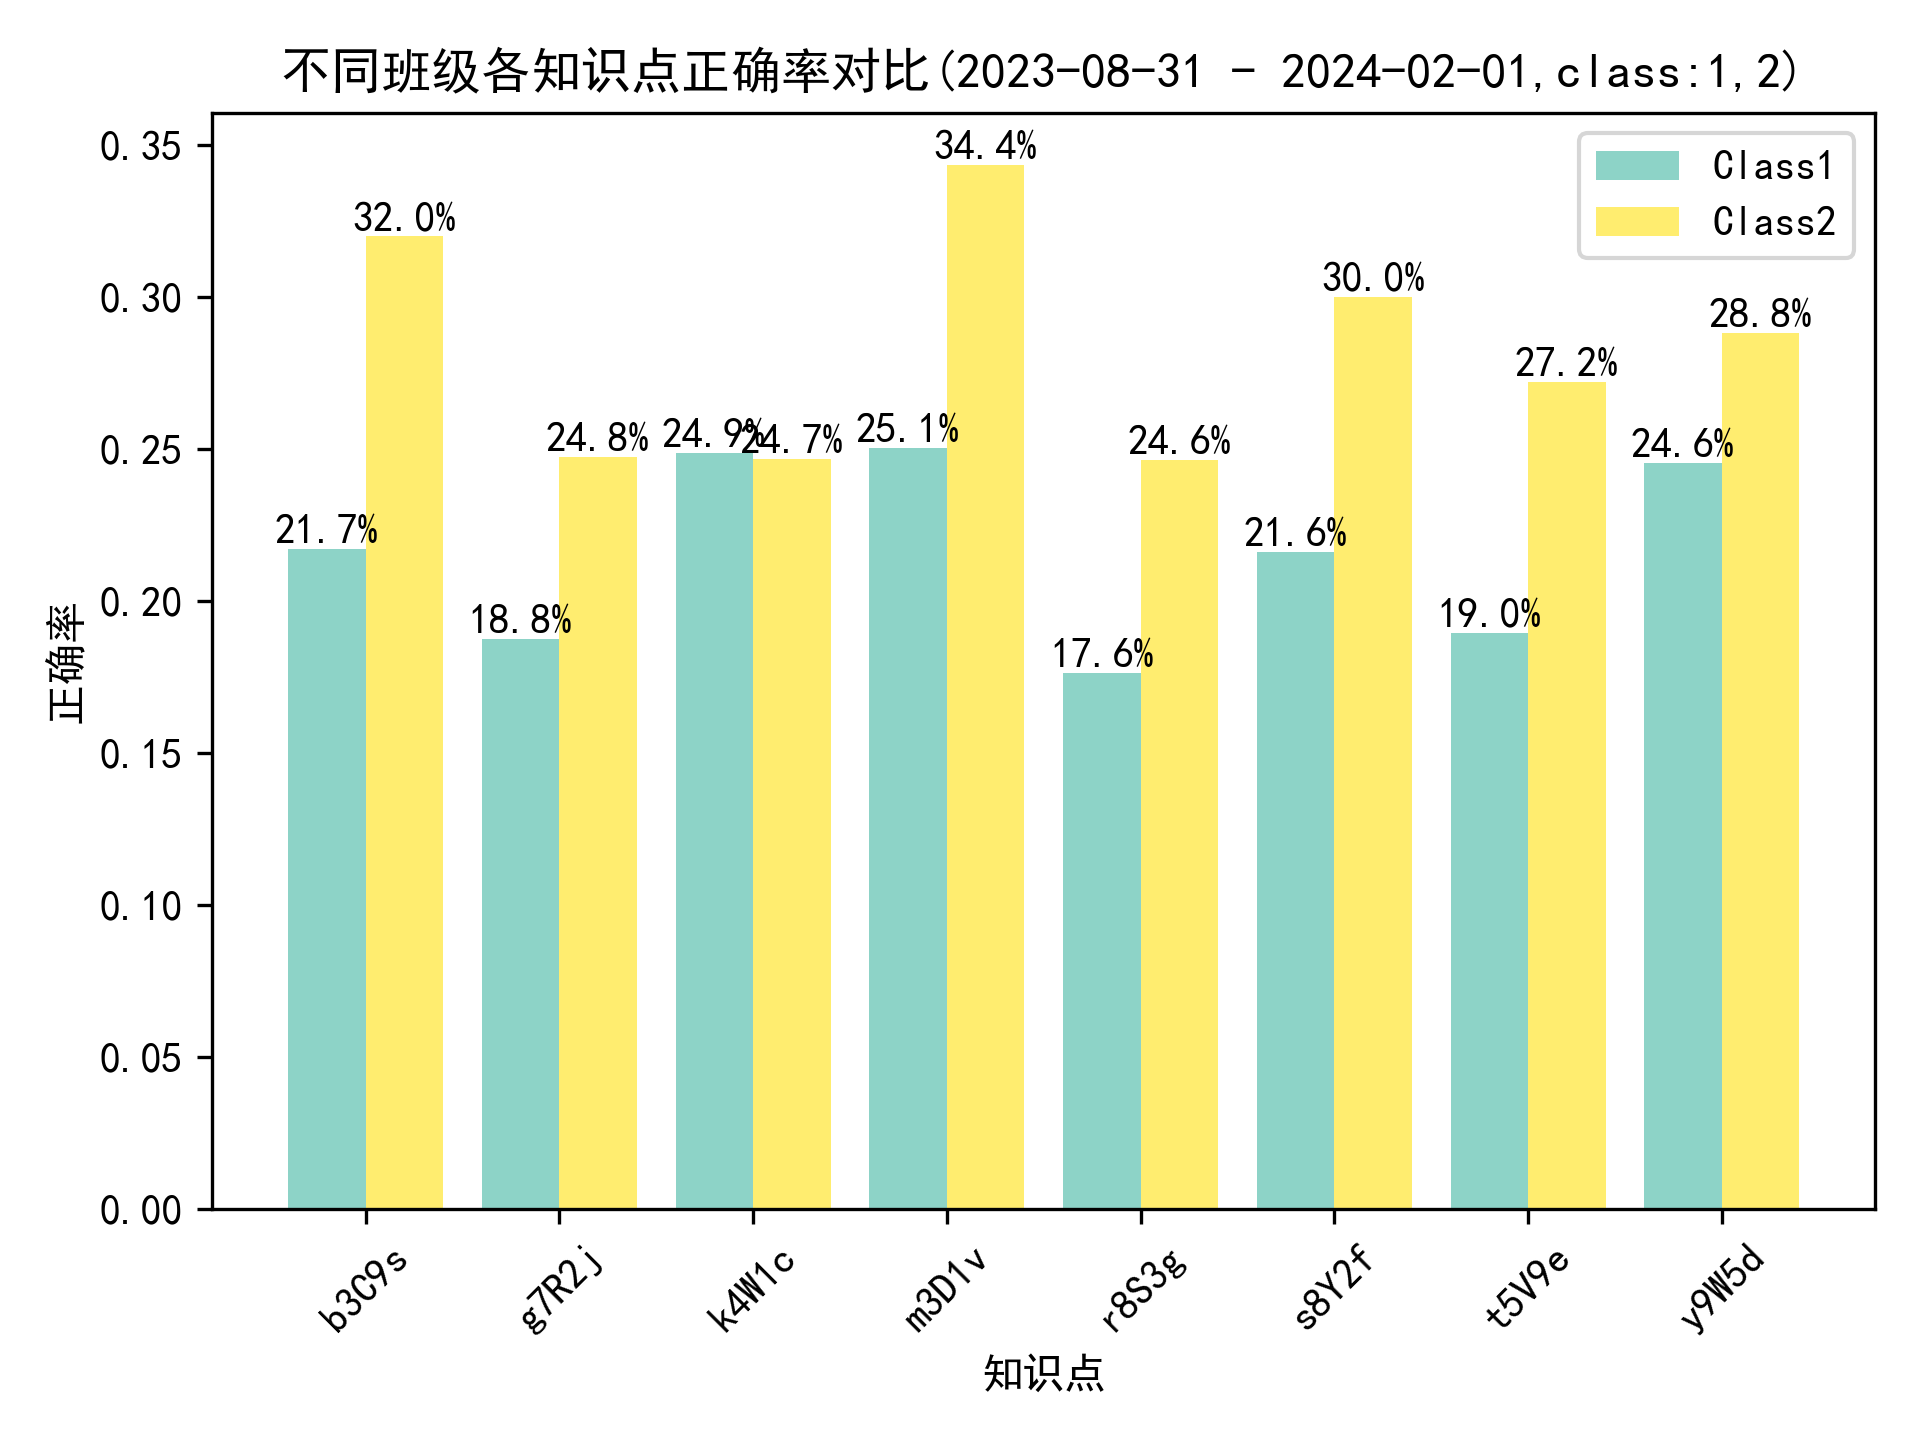 不同班级各知识点正确率对比(2023-08-31 - 2024-02-01,class:1,2)
Class1
Class2
正确率
0.35
0.30
0.25
0.20
0.15
0.10
0.05
0.00
21.7%
32.0%
18.8%
24.8%
24.9%
24.7%
25.1%
34.4%
17.6%
24.6%
21.6%
30.0%
19.0%
27.2%
24.6%
28.8%
b3C9s
g7R2j
k4W1c
m3D1v
r8S3g
s8Y2f
t5V9e
y9W5d
知识点